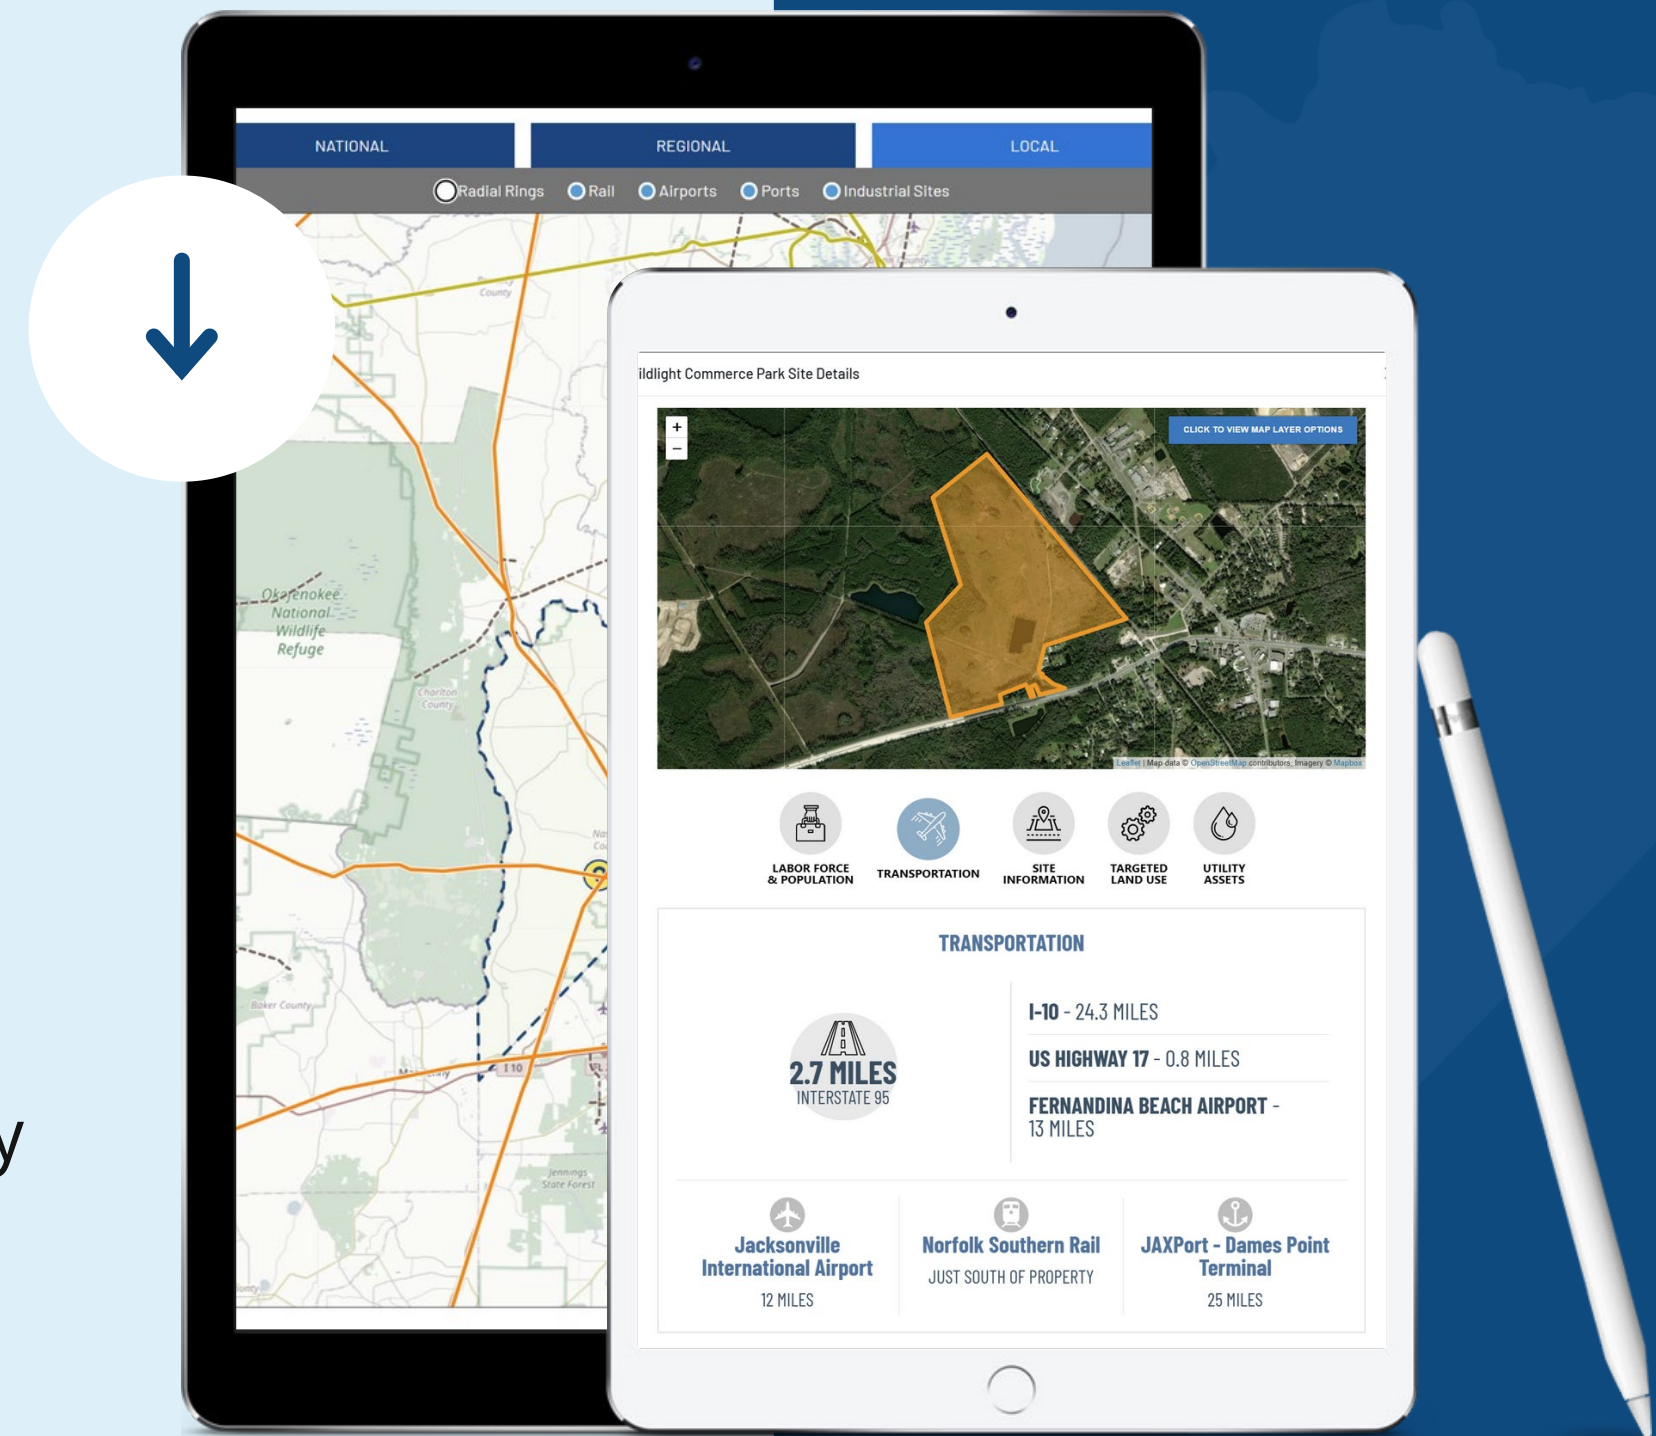 NATIONAL
REGIONAL
LOCAL
Radial Rings
Rail
Airports
Ports
Industrial Sites
County
Okefenokee
National
Wildlife
Refuge
Charlton
County
Baker County
I 10
Jennings
State Forest
y
ildlight Commerce Park Site Details
+
−
CLICK TO VIEW MAP LAYER OPTIONS
Leaflet | Map data © OpenStreetMap contributors, Imagery © Mapbox
LABOR FORCE
& POPULATION
TRANSPORTATION
SITE
INFORMATION
TARGETED
LAND USE
UTILITY
ASSETS
TRANSPORTATION
2.7 MILES
INTERSTATE 95
I-10 - 24.3 MILES
US HIGHWAY 17 - 0.8 MILES
FERNANDINA BEACH AIRPORT -
13 MILES
Jacksonville
International Airport
12 MILES
Norfolk Southern Rail
JUST SOUTH OF PROPERTY
JAXPort - Dames Point
Terminal
25 MILES